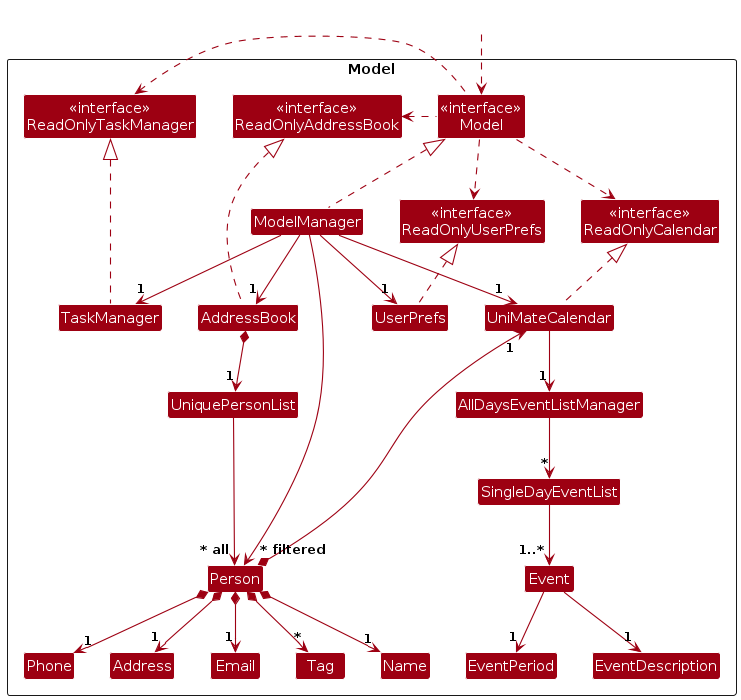 Model
«interface»
ReadOnlyTaskManager
«interface»
ReadOnlyAddressBook
«interface»
Model
ModelManager
«interface»
ReadOnlyUserPrefs
«interface»
ReadOnlyCalendar
1
1
1
1
TaskManager
AddressBook
UserPrefs
UniMateCalendar
1
1
1
UniquePersonList
AllDaysEventListManager
*
SingleDayEventList
* all
* filtered
1..*
Person
Event
1
1
1
*
1
1
1
Phone
Address
Email
Tag
Name
EventPeriod
EventDescription